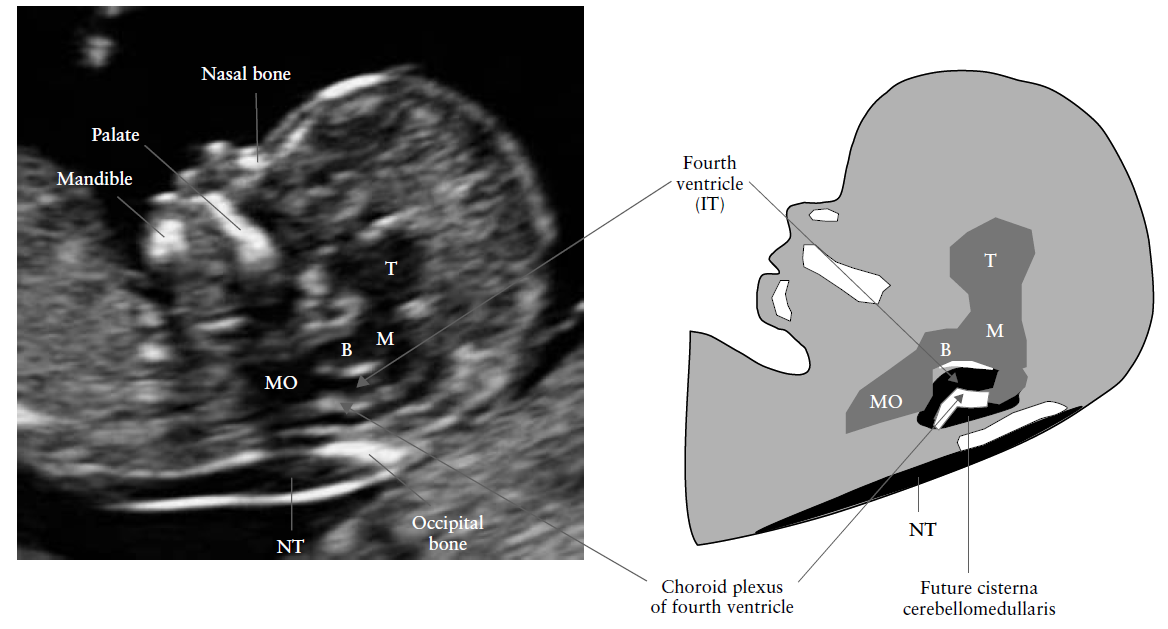 Nasal bone
Palate
Mandible
T
M
B
MO
NT
Occipital
bone
Fourth
ventricle
(IT)
T
M
B
MO
NT
Choroid plexus
of fourth ventricle
Future cisterna
cerebellomedullaris